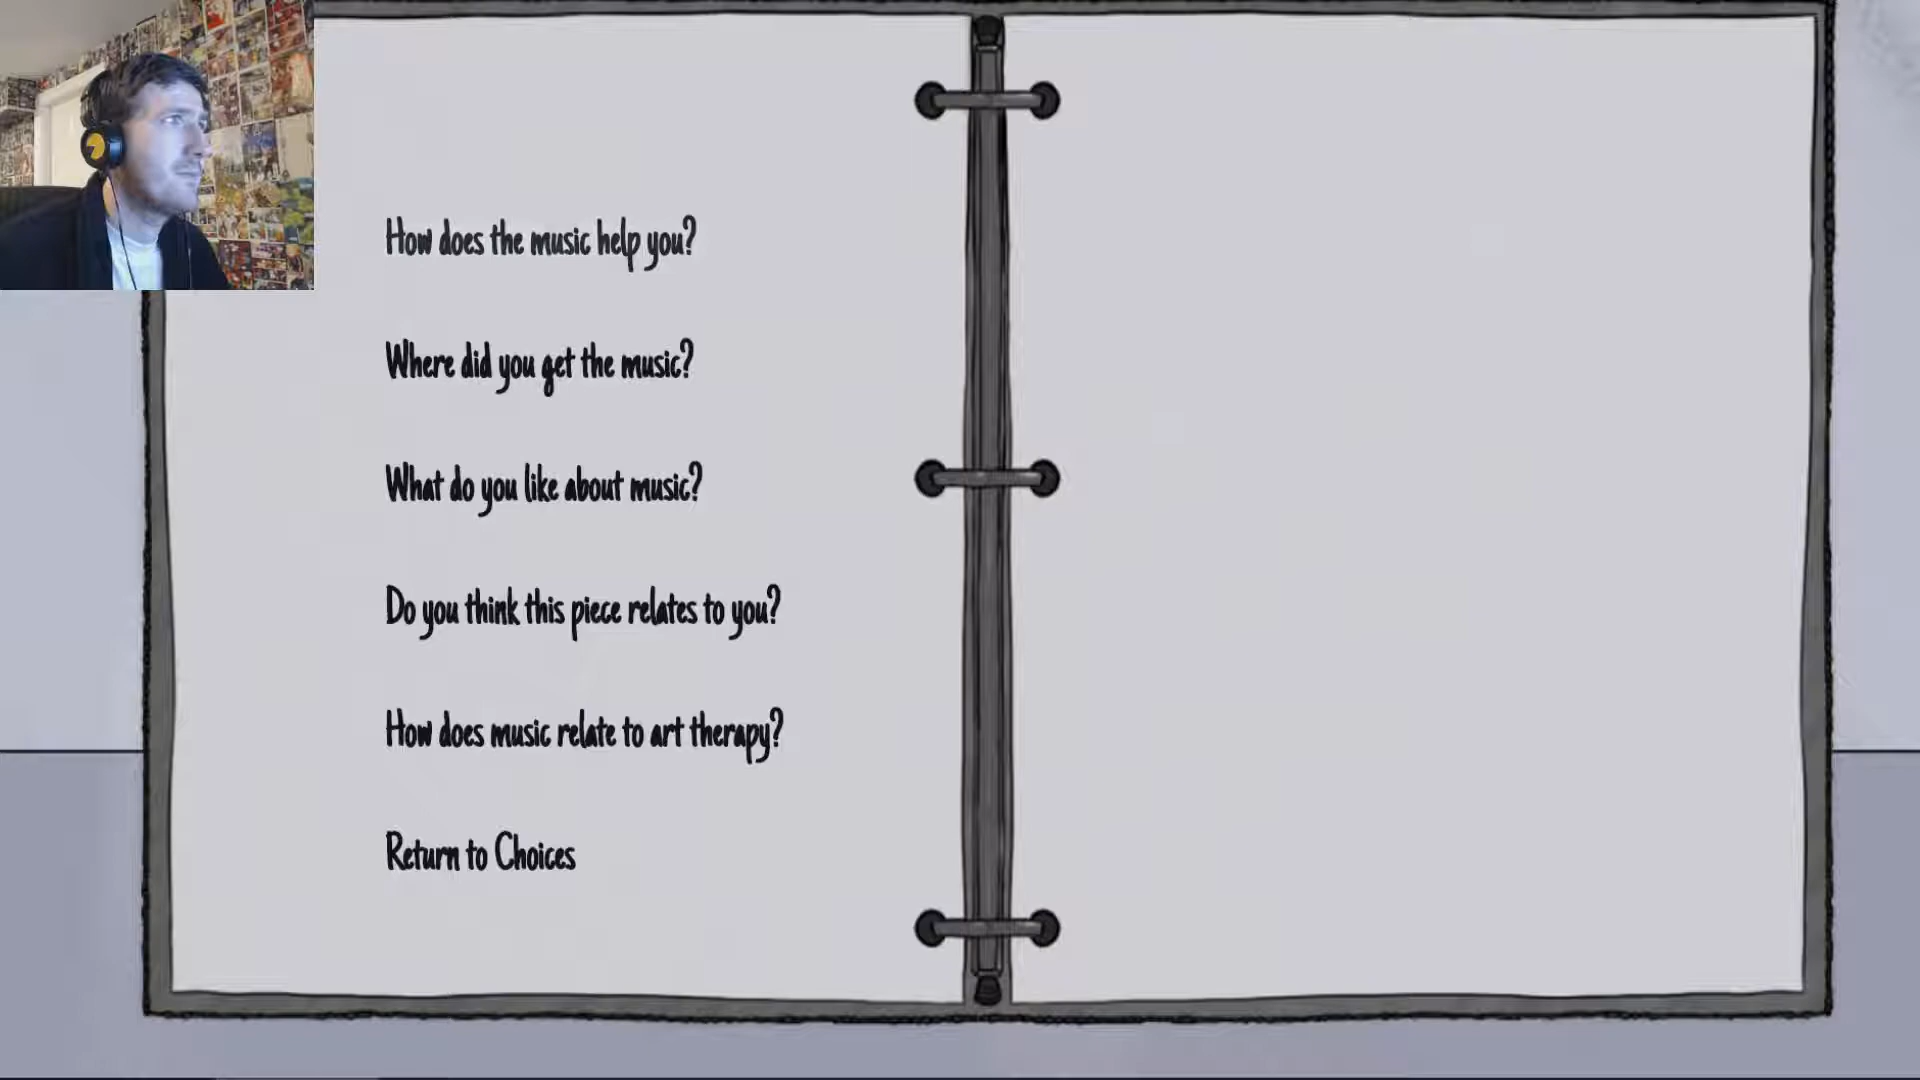 How does the music help you?
Where did you get the music?
What do you like about music?
Do you think this piece relates to you?
How does music relate to art therapy?
Return to Choices